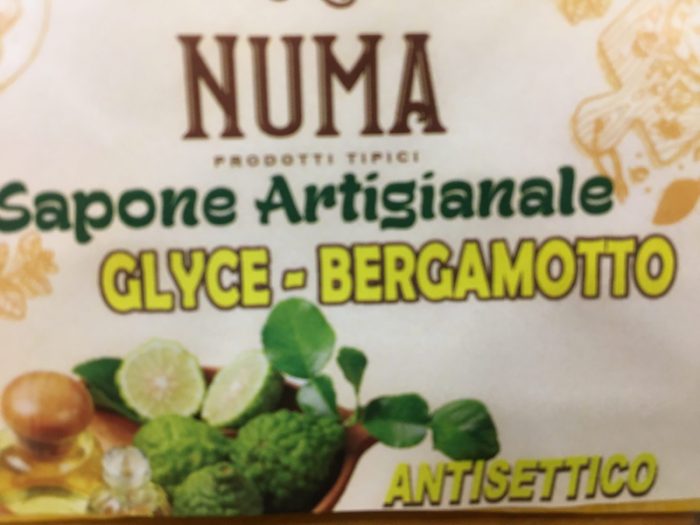 NUMA
PRODOTTI TIPICI
Sapone Artigianale
GLYCE - BERGAMOTTO
ANTISETTICO